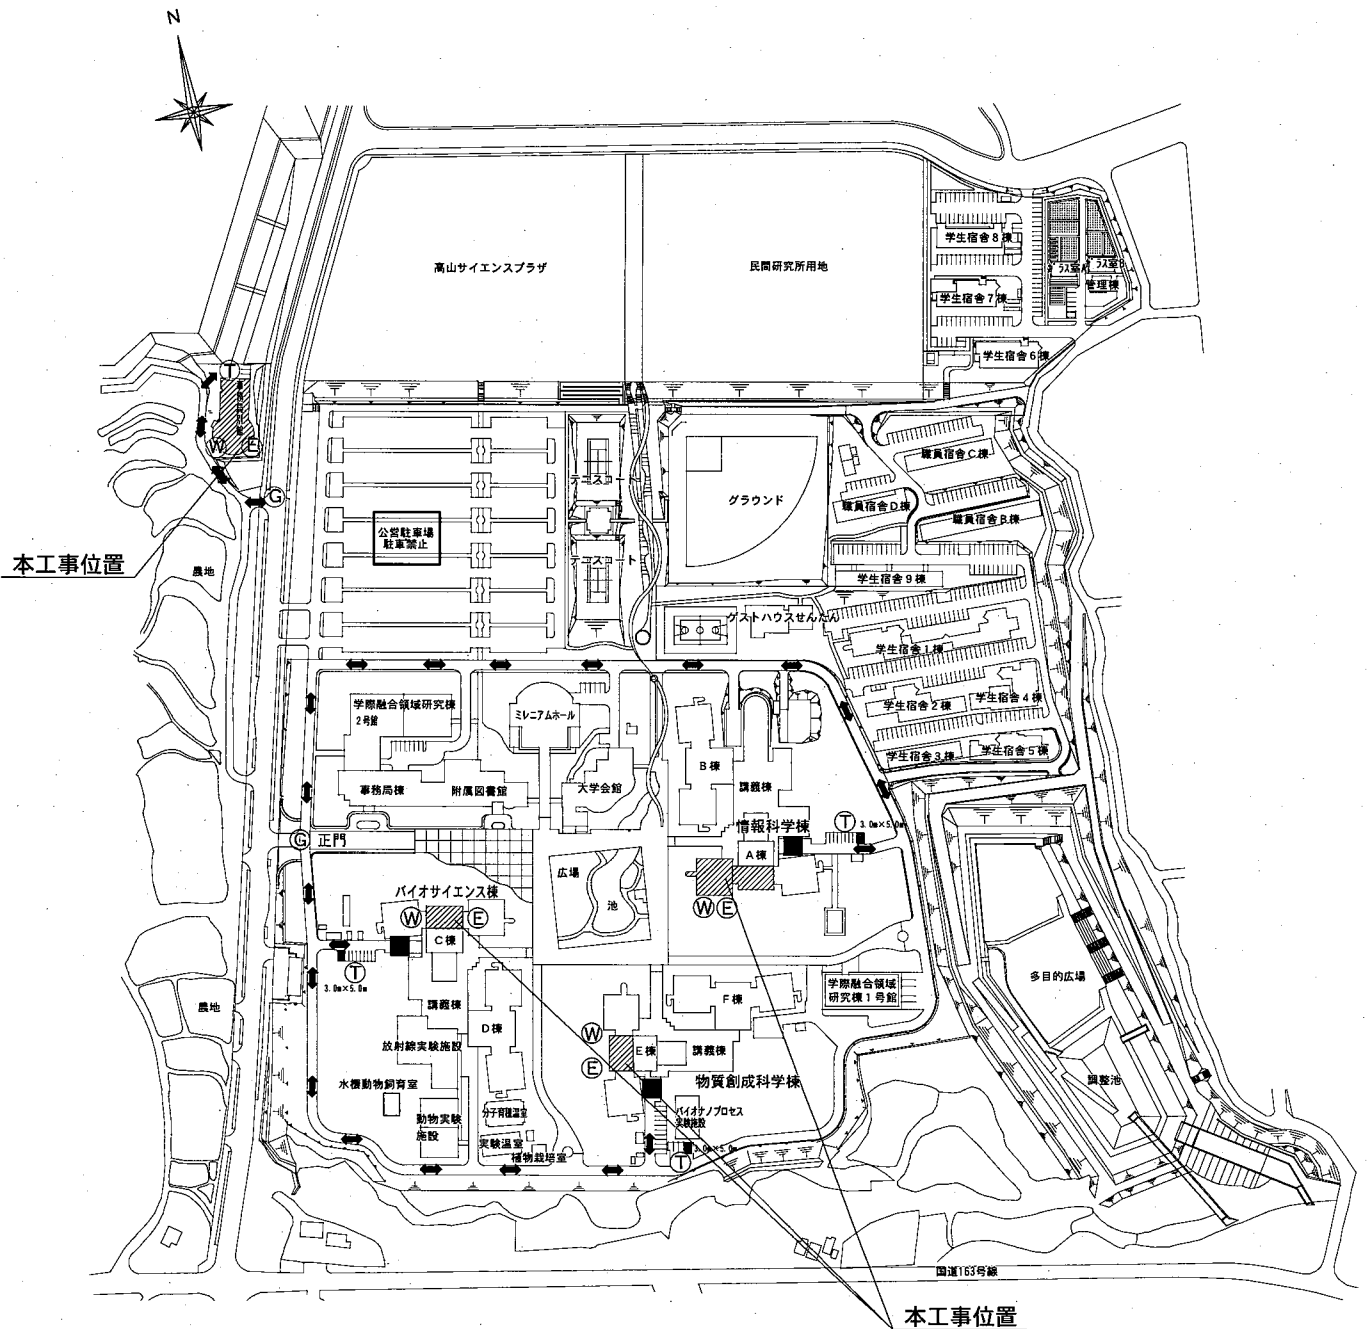 N
高山サイエンスプラザ
民間研究所用地
学生宿舎8棟
学生宿舎7棟
管理棟
学生宿舎6棟
T
W
E
G
本工事位置
農地
公営駐車場
駐車禁止
テニスコート
テニスコート
グラウンド
職員宿舎C棟
職員宿舎D棟
職員宿舎B棟
学生宿舎9棟
ゲストハウスせんたん
学生宿舎1棟
学生宿舎2棟
学生宿舎4棟
学生宿舎3棟
学生宿舎5棟
学際融合領域研究棟
2号館
ミレニアムホール
B棟
講義棟
事務局棟
附属図書館
大学会館
G 正門
情報科学棟
T 3.0m×5.0m
A棟
W E
広場
池
バイオサイエンス棟
W
E
C棟
T
3.0m×5.0m
農地
講義棟
D棟
放射線実験施設
水棲動物飼育室
動物実験
施設
分子育種温室
実験温室
植物栽培室
F棟
学際融合領域
研究棟1号館
W
E
E棟
講義棟
物質創成科学棟
バイオナノプロセス
実験施設
T 3.0m×5.0m
多目的広場
調整池
国道163号線
本工事位置